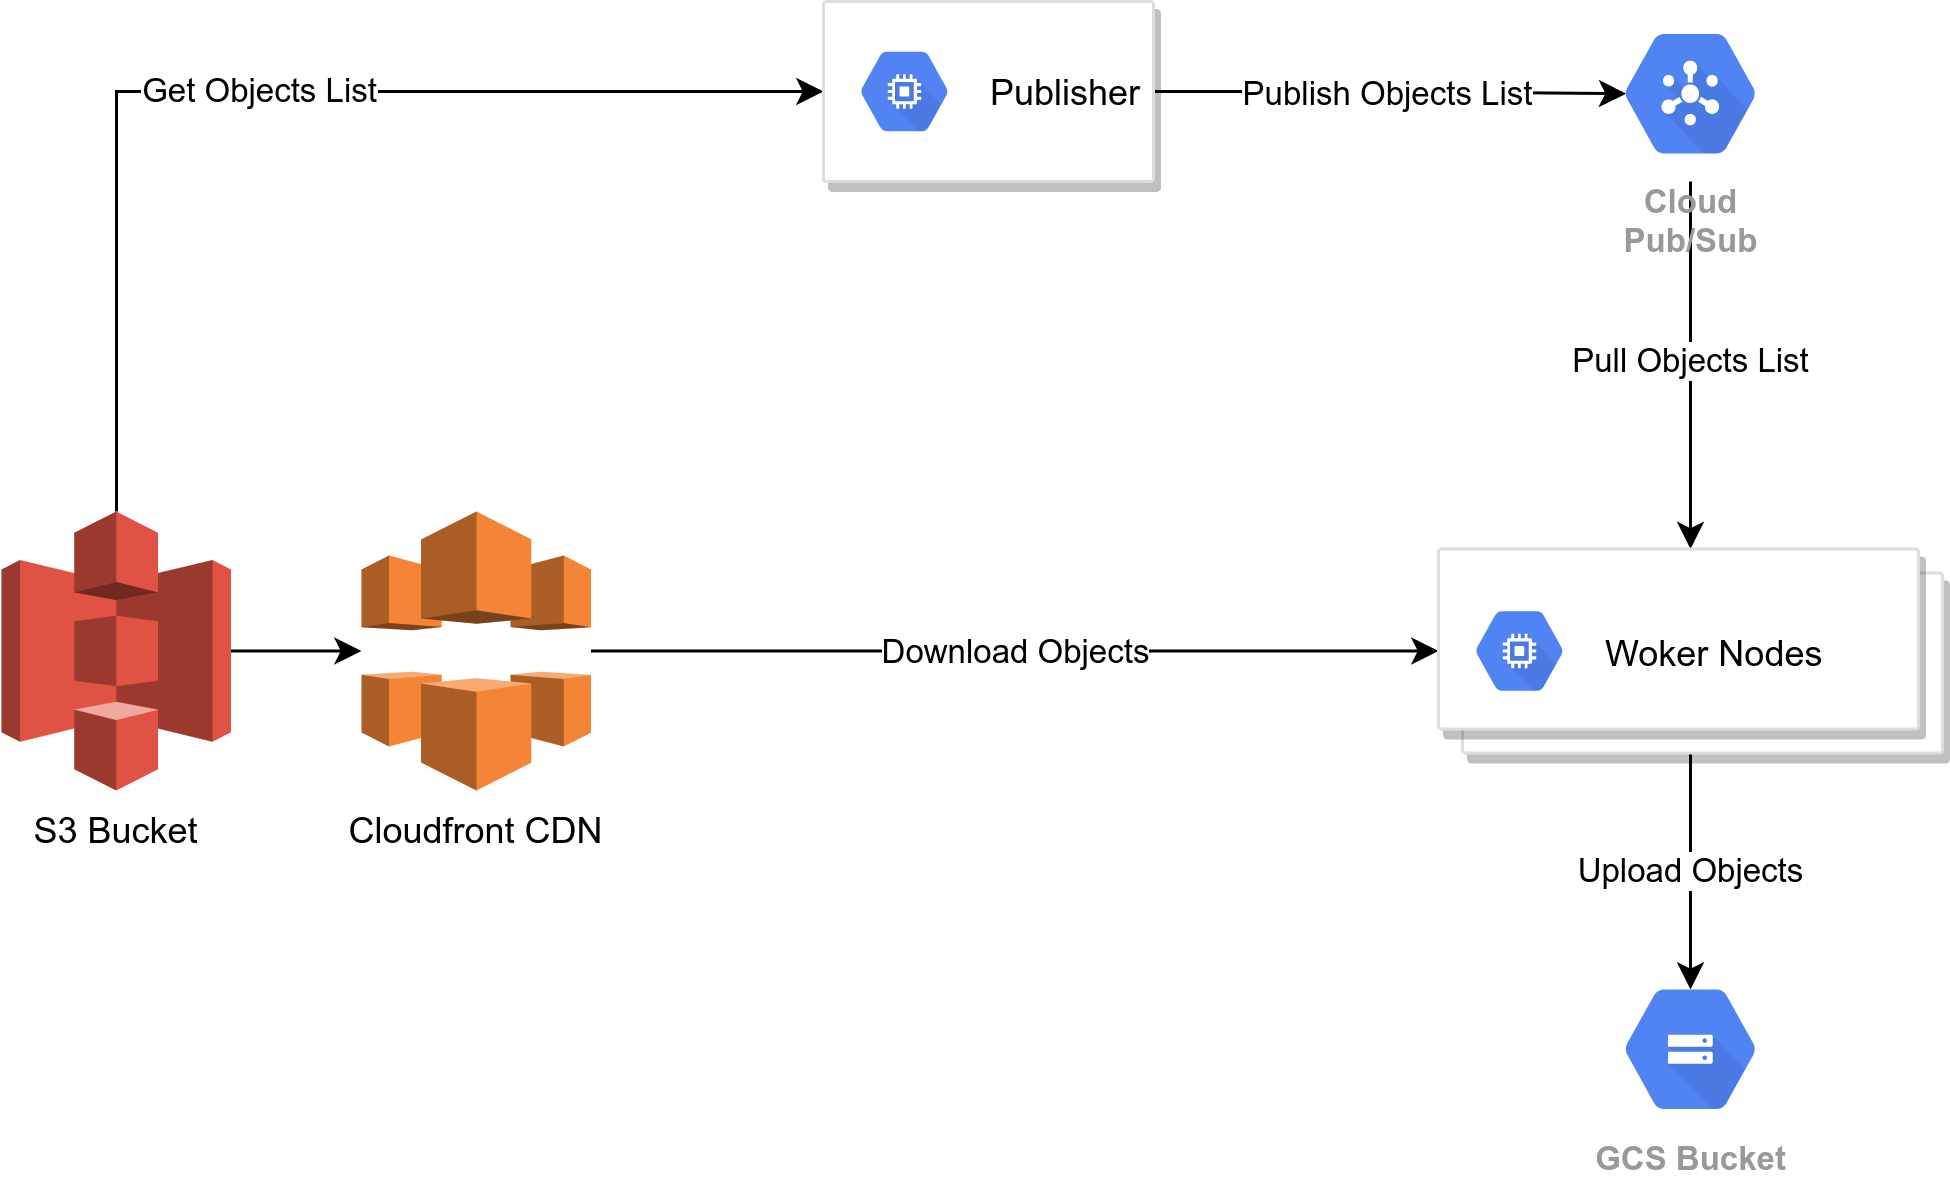 Get Objects List
Publisher
Publish Objects List
Cloud
Pub/Sub
Pull Objects List
Download Objects
Woker Nodes
S3 Bucket
Cloudfront CDN
Upload Objects
GCS Bucket